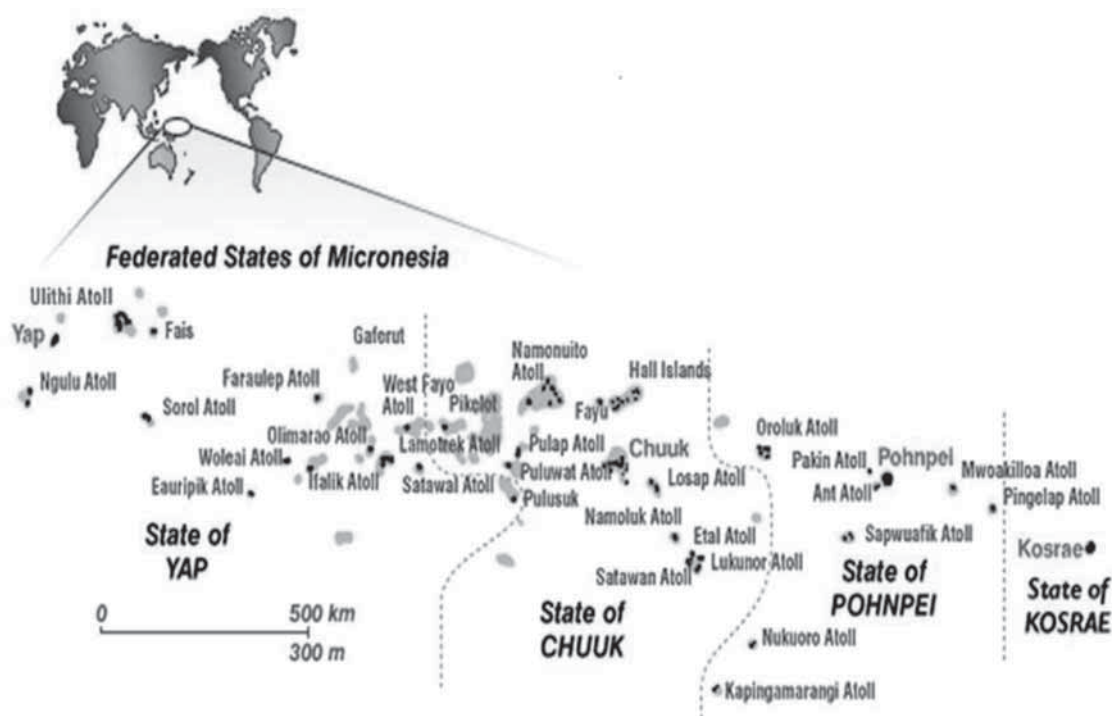 Federated States of Micronesia
Ulithi Atoll
Yap
Fais
Gaferut
Namonuito
Atoll
Hall Islands
Ngulu Atoll
Faraulep Atoll
West Fayo
Atoll
Pikelot
Fayu
Sorol Atoll
Olimarao Atoll
Lamotrek Atoll
Pulap Atoll
Chuuk
Oroluk Atoll
Woleai Atoll
Ifalik Atoll
Satawal Atoll
Puluwat Atoll
Losap Atoll
Pakin Atoll
Pohnpei
Mwoakilloa Atoll
Eauripik Atoll
Pulusuk
Ant Atoll
Pingelap Atoll
Namoluk Atoll
State of
YAP
Etal Atoll
Sapwuafik Atoll
Kosrae
Satawan Atoll
Lukunor Atoll
State of
POHNPEI
State of
KOSRAE
0
500 km
300 m
State of
CHUUK
Nukuoro Atoll
Kapingamarangi Atoll